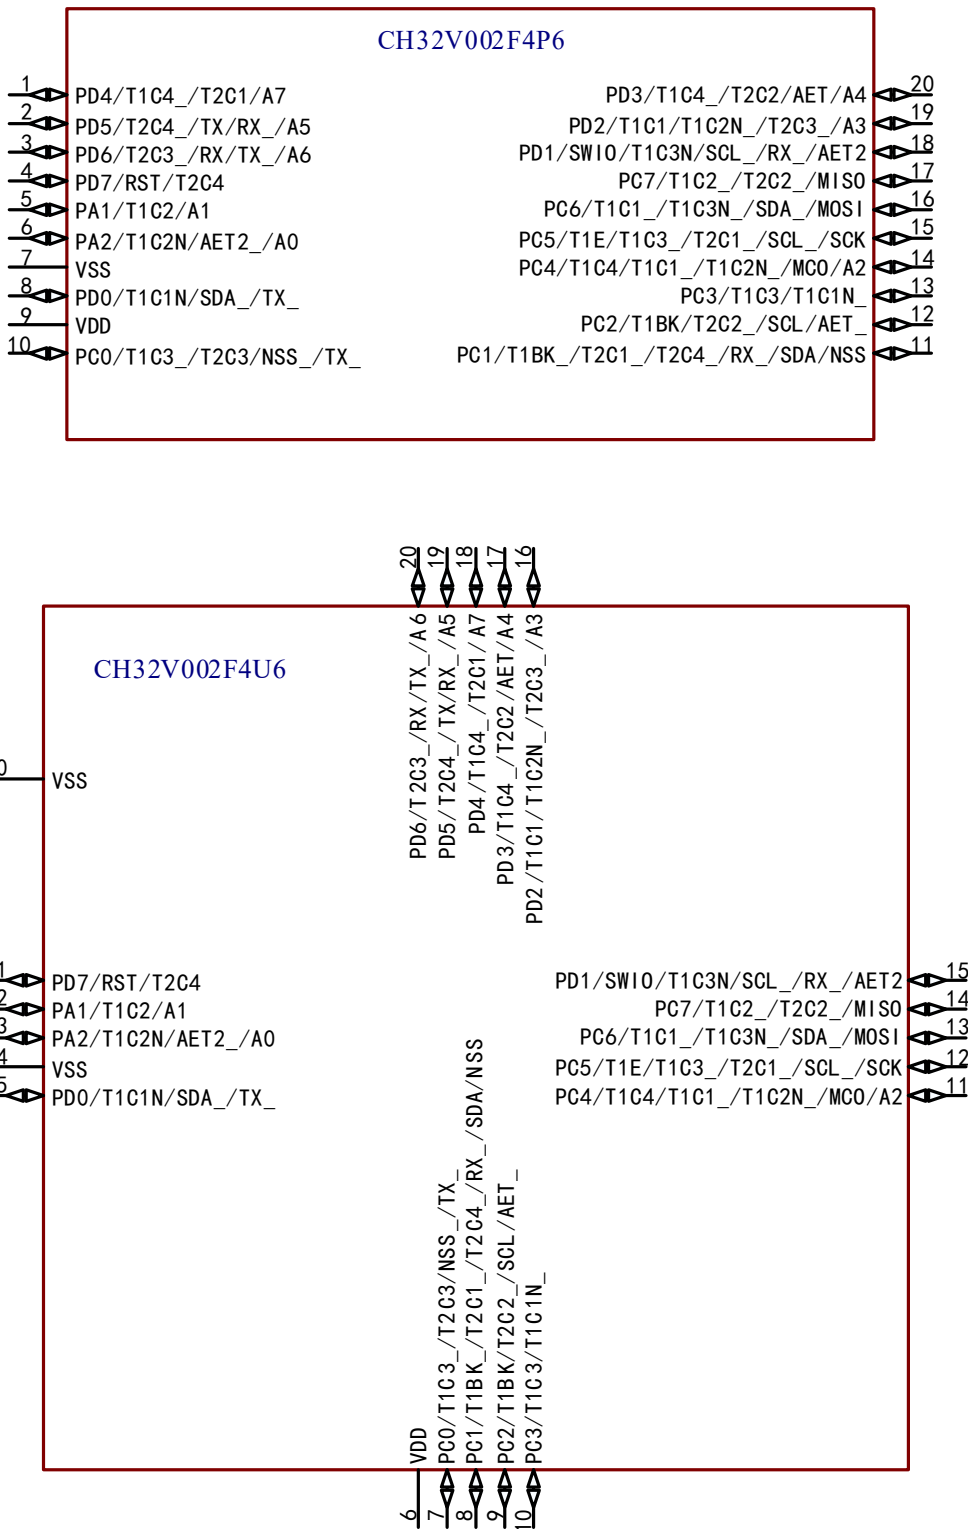 CH32V002F4P6
1 PD4/T1C4_/T2C1/A7
2 PD5/T2C4_/TX/RX_/A5
3 PD6/T2C3_/RX/TX_/A6
4 PD7/RST/T2C4
5 PA1/T1C2/A1
6 PA2/T1C2N/AET2_/A0
7 VSS
8 PD0/T1C1N/SDA_/TX_
9 VDD
10 PC0/T1C3_/T2C3/NSS_/TX_
PD3/T1C4_/T2C2/AET/A4 20
PD2/T1C1/T1C2N_/T2C3_/A3 19
PD1/SWIO/T1C3N/SCL_/RX_/AET2 18
PC7/T1C2_/T2C2_/MISO 17
PC6/T1C1_/T1C3N_/SDA_/MOSI 16
PC5/T1E/T1C3_/T2C1_/SCL_/SCK 15
PC4/T1C4/T1C1_/T1C2N_/MCO/A2 14
PC3/T1C3/T1C1N_ 13
PC2/T1BK/T2C2_/SCL/AET_ 12
PC1/T1BK_/T2C1_/T2C4_/RX_/SDA/NSS 11
CH32V002F4U6
20 PD6/T2C3_/RX/TX_/A6
19 PD5/T2C4_/TX/RX_/A5
18 PD4/T1C4_/T2C1/A7
17 PD3/T1C4_/T2C2/AET/A4
16 PD2/T1C1/T1C2N_/T2C3_/A3
0 VSS
1 PD7/RST/T2C4
2 PA1/T1C2/A1
3 PA2/T1C2N/AET2_/A0
4 VSS
5 PD0/T1C1N/SDA_/TX_
PD1/SWIO/T1C3N/SCL_/RX_/AET2 15
PC7/T1C2_/T2C2_/MISO 14
PC6/T1C1_/T1C3N_/SDA_/MOSI 13
PC5/T1E/T1C3_/T2C1_/SCL_/SCK 12
PC4/T1C4/T1C1_/T1C2N_/MCO/A2 11
6 VDD
7 PC0/T1C3_/T2C3/NSS_/TX_
8 PC1/T1BK_/T2C1_/T2C4_/RX_/SDA/NSS
9 PC2/T1BK/T2C2_/SCL/AET_
10 PC3/T1C3/T1C1N_